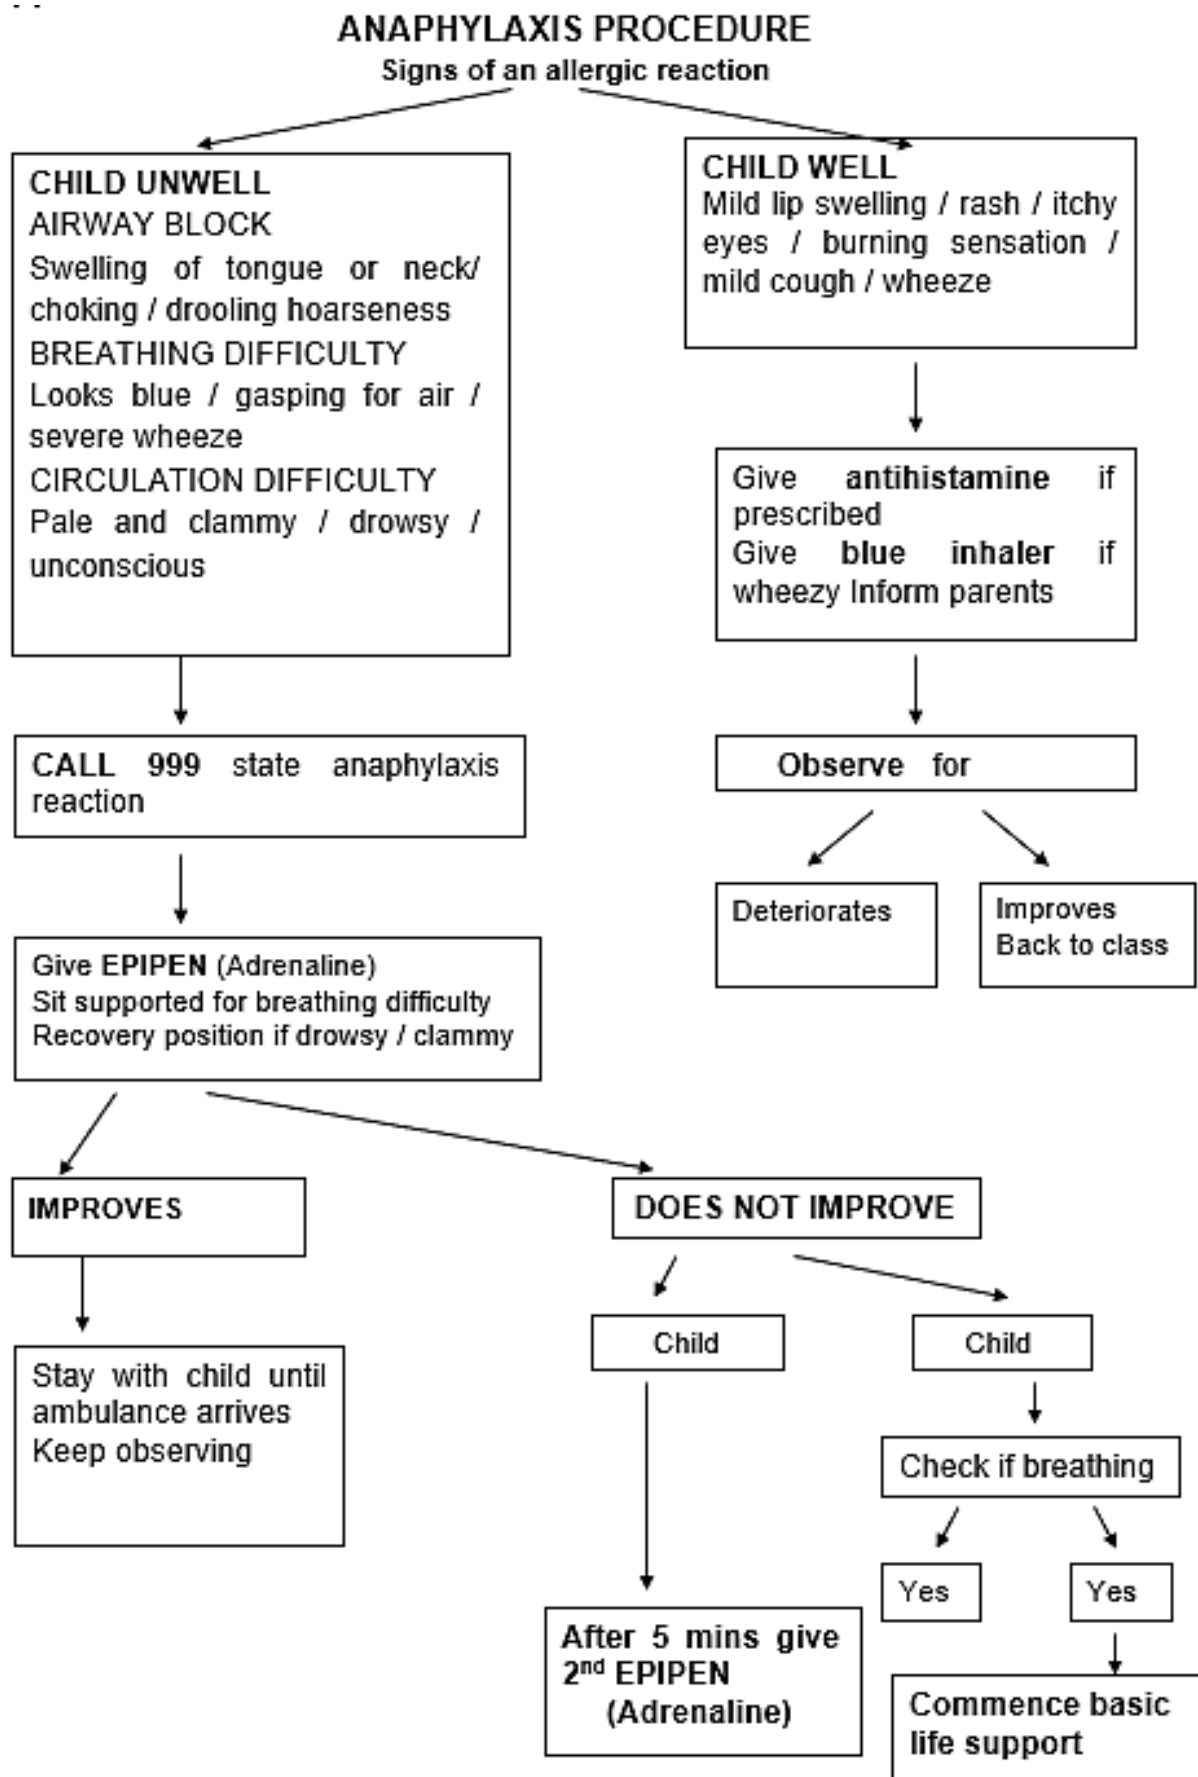 ANAPHYLAXIS PROCEDURE
Signs of an allergic reaction
CHILD UNWELL
AIRWAY BLOCK
Swelling of tongue or neck/
choking / drooling hoarseness
BREATHING DIFFICULTY
Looks blue / gasping for air /
severe wheeze
CIRCULATION DIFFICULTY
Pale and clammy / drowsy /
unconscious
CHILD WELL
Mild lip swelling / rash / itchy
eyes / burning sensation /
mild cough / wheeze
Give antihistamine if
prescribed
Give blue inhaler if
wheezy Inform parents
CALL 999 state anaphylaxis
reaction
Observe for
Deteriorates
Improves
Back to class
Give EPIPEN (Adrenaline)
Sit supported for breathing difficulty
Recovery position if drowsy / clammy
IMPROVES
DOES NOT IMPROVE
Stay with child until
ambulance arrives
Keep observing
Child
Child
Check if breathing
Yes
Yes
After 5 mins give
2nd EPIPEN
(Adrenaline)
Commence basic
life support